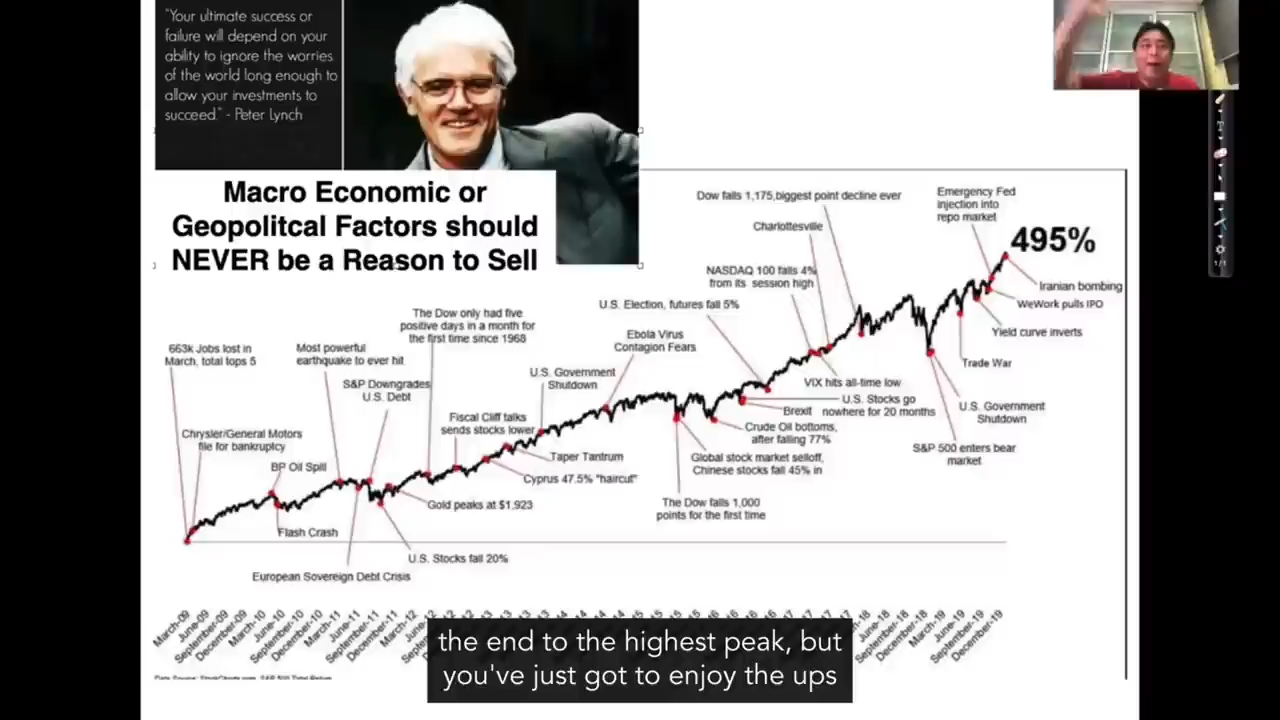 "Your ultimate success or
failure will depend on your
ability to ignore the worries
of the world long enough to
allow your investments to
succeed." - Peter Lynch
Macro Economic or
Geopolitcal Factors should
NEVER be a Reason to Sell
Dow falls 1,175,biggest point decline ever
Emergency Fed
injection into
repo market
Charlottesville
495%
NASDAQ 100 falls 4%
from its session high
Iranian bombing
WeWork pulls IPO
U.S. Election, futures fall 5%
The Dow only had five
positive days in a month for
the first time since 1968
Ebola Virus
Contagion Fears
Yield curve inverts
663k Jobs lost in
March, total tops 5
Most powerful
earthquake to ever hit
Trade War
U.S. Government
Shutdown
S&P Downgrades
U.S. Debt
VIX hits all-time low
U.S. Stocks go
nowhere for 20 months
Brexit
U.S. Government
Shutdown
Fiscal Cliff talks
sends stocks lower
Crude Oil bottoms,
after falling 77%
Chrysler/General Motors
file for bankruptcy
S&P 500 enters bear
market
Taper Tantrum
Global stock market selloff,
Chinese stocks fall 45% in
BP Oil Spill
Cyprus 47.5% "haircut"
Gold peaks at $1,923
The Dow falls 1,000
points for the first time
Flash Crash
U.S. Stocks fall 20%
European Sovereign Debt Crisis
March-09
June-09
September-09
December-09
March-10
June-10
September-10
December-10
March-11
June-11
September-11
December-11
March-12
June-18
September-18
December-18
March-19
June-19
September-19
December-19
the end to the highest peak, but
you've just got to enjoy the ups
1/1